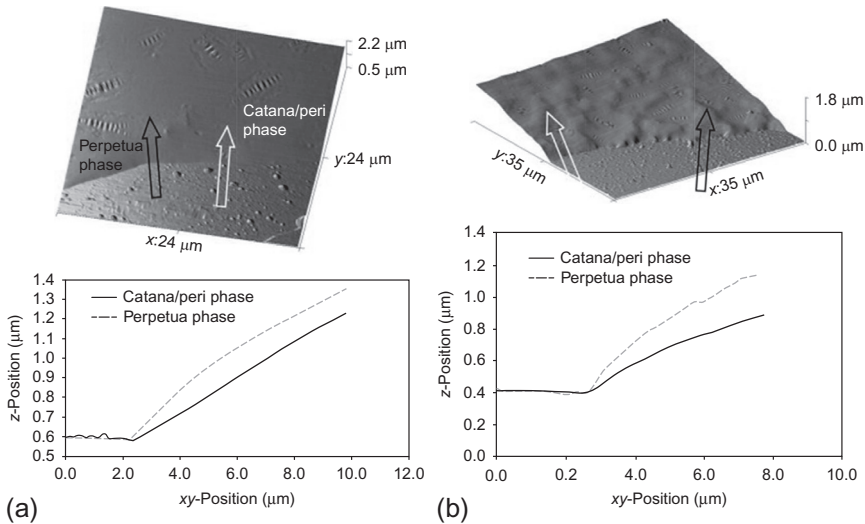 2.2 μm
0.5 μm
Catana/peri
phase
Perpetua
phase
y:24 μm
x:24 μm
1.8 μm
0.0 μm
y:35 μm
x:35 μm
1.4
1.3
1.2
1.1
1.0
0.9
0.8
0.7
0.6
0.5
z-Position (μm)
Catana/peri phase
Perpetua phase
0.0 2.0 4.0 6.0 8.0 10.0 12.0
xy-Position (μm)
(a)
1.4
1.2
1.0
0.8
0.6
0.4
0.2
0.0
z-Position (μm)
Catana/peri phase
Perpetua phase
0.0 0.2 4.0 6.0 8.0 10.0
xy-Position (μm)
(b)